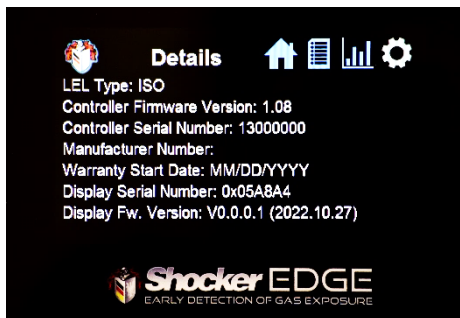 Details
LEL Type: ISO
Controller Firmware Version: 1.08
Controller Serial Number: 13000000
Manufacturer Number:
Warranty Start Date: MM/DD/YYYY
Display Serial Number: 0x05A8A4
Display Fw. Version: V0.0.0.1 (2022.10.27)
Shocker EDGE
EARLY DETECTION OF GAS EXPOSURE